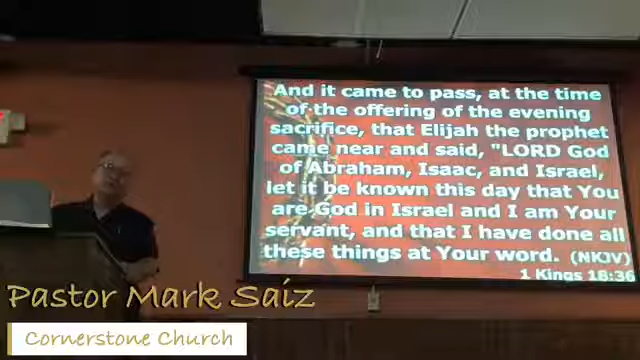 And it came to pass, at the time
of the offering of the evening
sacrifice, that Elijah the prophet
came near and said, "LORD God
of Abraham, Isaac, and Israel,
let it be known this day that You
are God in Israel and I am Your
servant, and that I have done all
these things at Your word. (NKJV)
1 Kings 18:36
Pastor Mark Saiz
Cornerstone Church